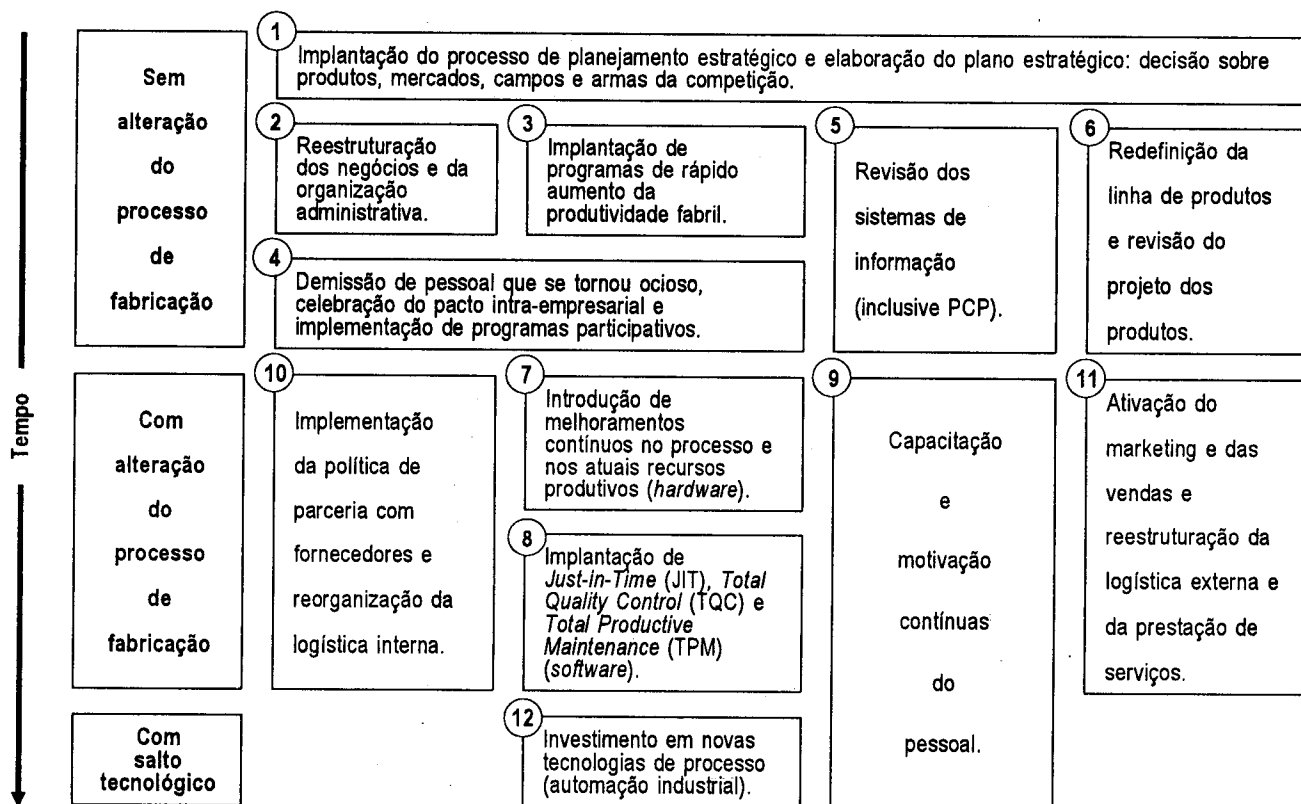 Tempo
Sem
alteração
do
processo
de
fabricação
1
Implantação do processo de planejamento estratégico e elaboração do plano estratégico: decisão sobre
produtos, mercados, campos e armas da competição.
2
Reestruturação
dos negócios e da
organização
administrativa.
3
Implantação de
programas de rápido
aumento da
produtividade fabril.
4
Demissão de pessoal que se tornou ocioso,
celebração do pacto intra-empresarial e
implementação de programas participativos.
5
Revisão dos
sistemas de
informação
(inclusive PCP).
6
Redefinição da
linha de produtos
e revisão do
projeto dos
produtos.
Com
alteração
do
processo
de
fabricação
10
Implementação
da política de
parceria com
fornecedores e
reorganização da
logística interna.
7
Introdução de
melhoramentos
contínuos no processo e
nos atuais recursos
produtivos (hardware).
8
Implantação de
Just-in-Time (JIT), Total
Quality Control (TQC) e
Total Productive
Maintenance (TPM)
(software).
9
Capacitação
e
motivação
contínuas
do
pessoal.
11
Ativação do
marketing e das
vendas e
reestruturação da
logística externa e
da prestação de
serviços.
Com
salto
tecnológico
12
Investimento em novas
tecnologias de processo
(automação industrial).